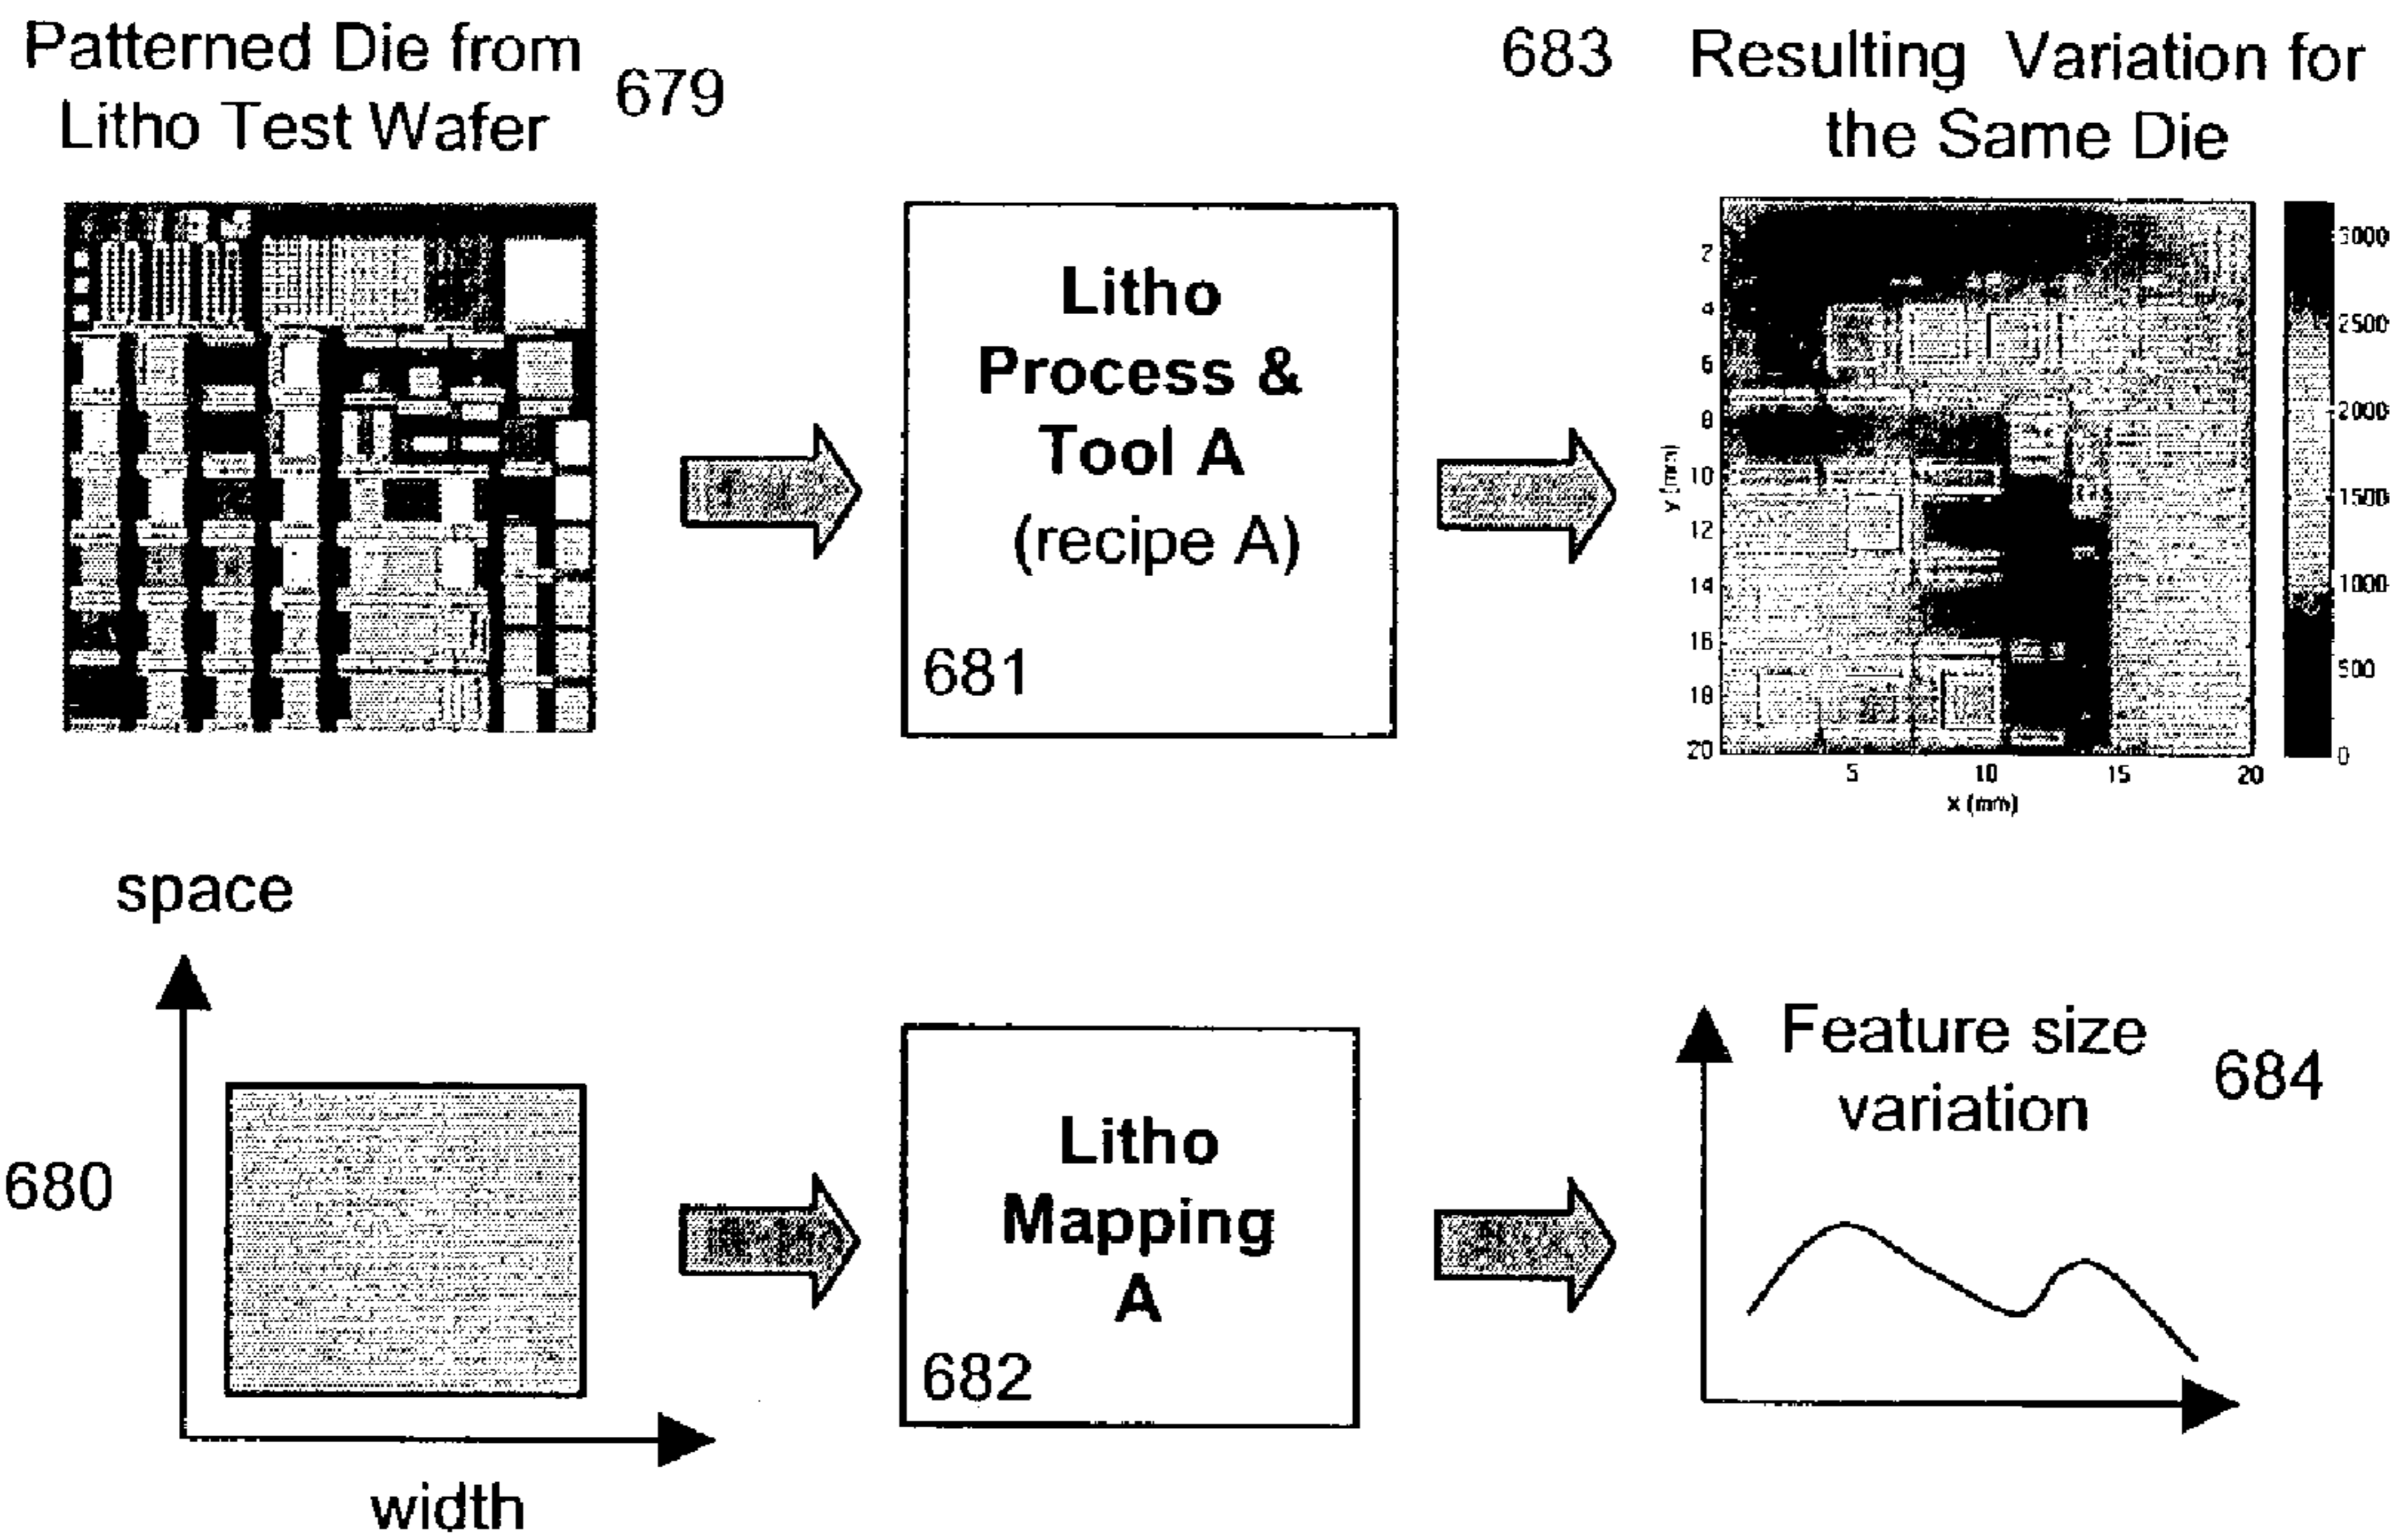 Patterned Die from
Litho Test Wafer
679
683
Resulting Variation for
the Same Die
Litho
Process &
Tool A
(recipe A)
681
2
4
6
8
10
12
14
16
18
20
y (mm)
5
10
15
20
x (mm)
3000
2500
2000
1500
1000
500
0
space
680
width
Litho
Mapping
A
682
Feature size
variation
684